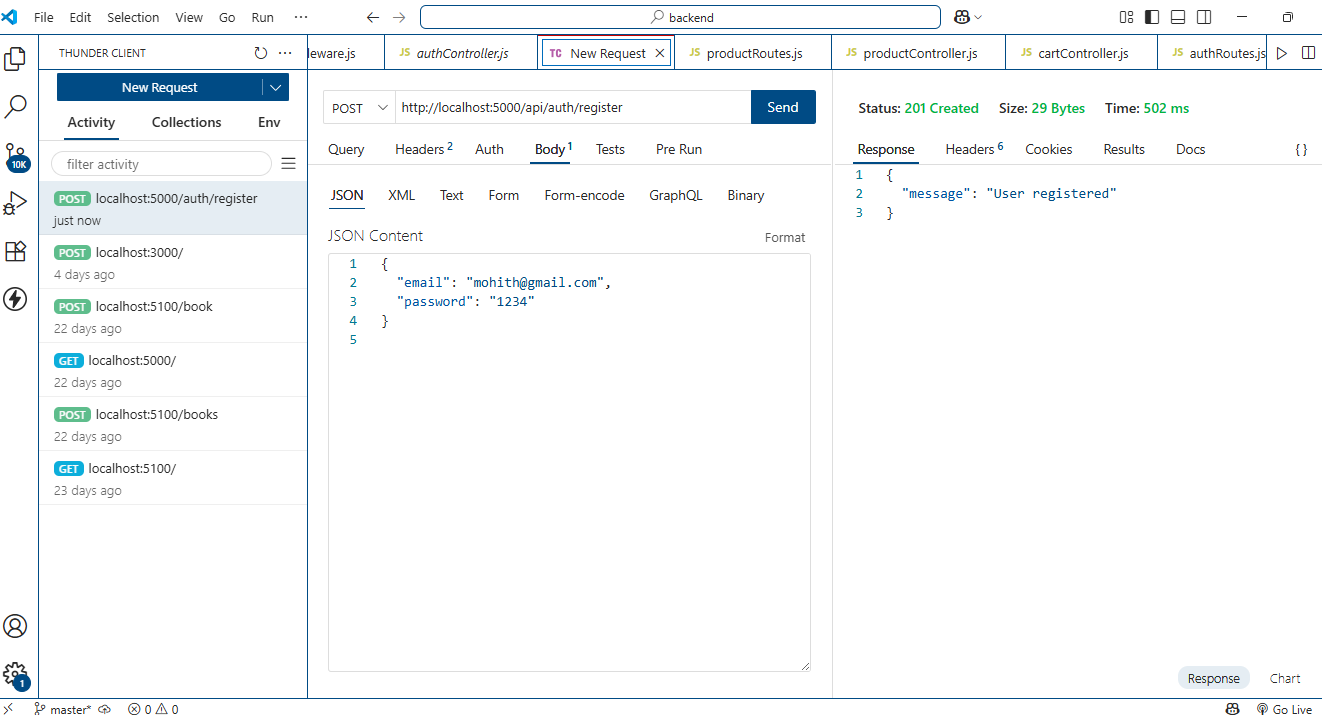 File Edit Selection View Go Run ··· ← → backend
THUNDER CLIENT ···
leware.js JS authController.js TC New Request × JS productRoutes.js JS productController.js JS cartController.js JS authRoutes.js
New Request
Activity Collections Env
filter activity
POST localhost:5000/auth/register
just now
POST localhost:3000/
4 days ago
POST localhost:5100/book
22 days ago
GET localhost:5000/
22 days ago
POST localhost:5100/books
22 days ago
GET localhost:5100/
23 days ago
10K
1
POST http://localhost:5000/api/auth/register Send
Query Headers 2 Auth Body 1 Tests Pre Run
JSON XML Text Form Form-encode GraphQL Binary
JSON Content Format
1 {
2 "email": "mohith@gmail.com",
3 "password": "1234"
4 }
5
Status: 201 Created Size: 29 Bytes Time: 502 ms
Response Headers 6 Cookies Results Docs { }
1 {
2 "message": "User registered"
3 }
Response Chart
master* 0 0 Go Live